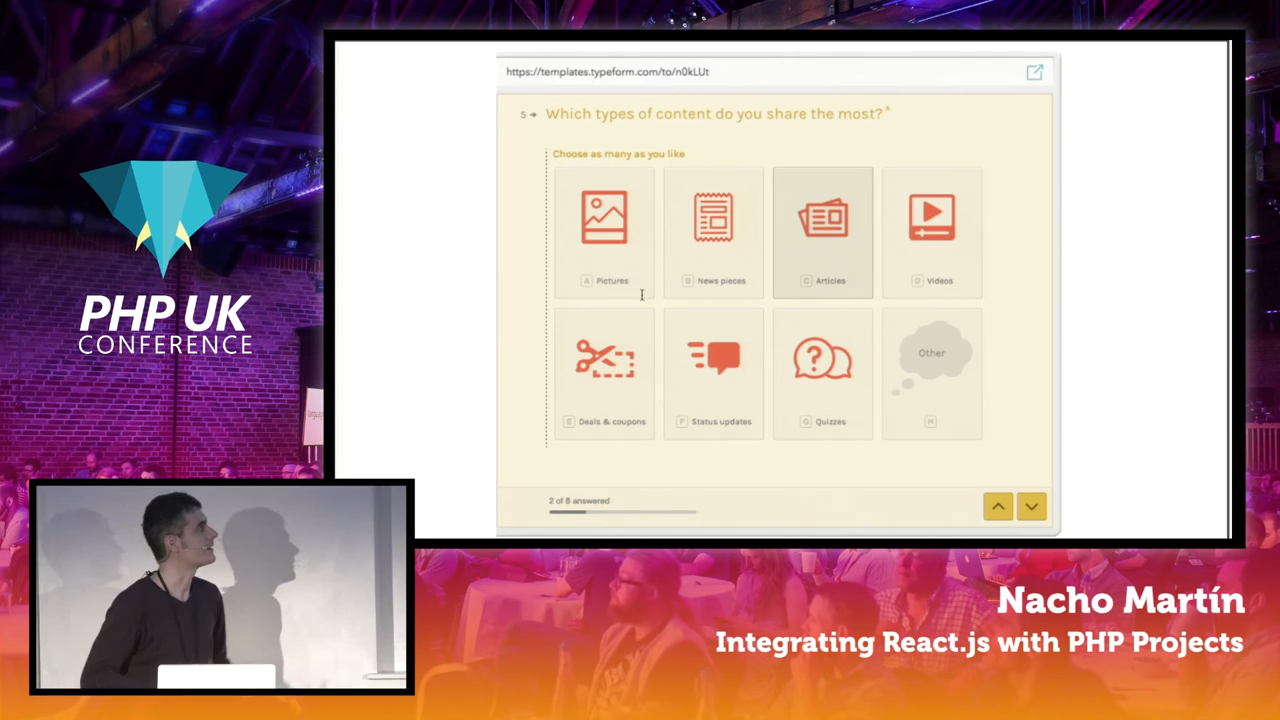 https://templates.typeform.com/to/n0kLUt
5 → Which types of content do you share the most?*
Choose as many as you like
A Pictures
B News pieces
C Articles
D Videos
E Deals & coupons
F Status updates
G Quizzes
Other
H
2 of 8 answered
PHP UK
CONFERENCE
Nacho Martín
Integrating React.js with PHP Projects